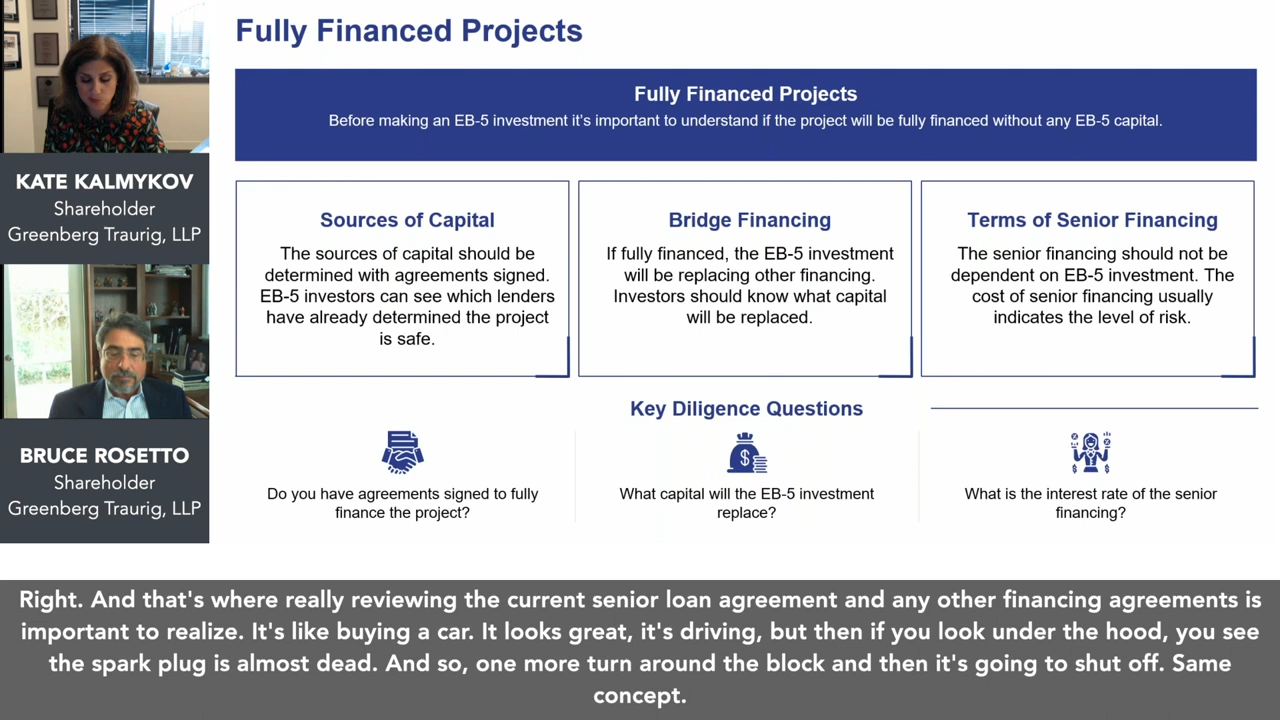 Fully Financed Projects
Fully Financed Projects
Before making an EB-5 investment it's important to understand if the project will be fully financed without any EB-5 capital.
KATE KALMYKOV
Shareholder
Greenberg Traurig, LLP
BRUCE ROSETTO
Shareholder
Greenberg Traurig, LLP
Sources of Capital
The sources of capital should be
determined with agreements signed.
EB-5 investors can see which lenders
have already determined the project
is safe.
Bridge Financing
If fully financed, the EB-5 investment
will be replacing other financing.
Investors should know what capital
will be replaced.
Terms of Senior Financing
The senior financing should not be
dependent on EB-5 investment. The
cost of senior financing usually
indicates the level of risk.
Key Diligence Questions
Do you have agreements signed to fully
finance the project?
What capital will the EB-5 investment
replace?
What is the interest rate of the senior
financing?
Right. And that's where really reviewing the current senior loan agreement and any other financing agreements is
important to realize. It's like buying a car. It looks great, it's driving, but then if you look under the hood, you see
the spark plug is almost dead. And so, one more turn around the block and then it's going to shut off. Same
concept.